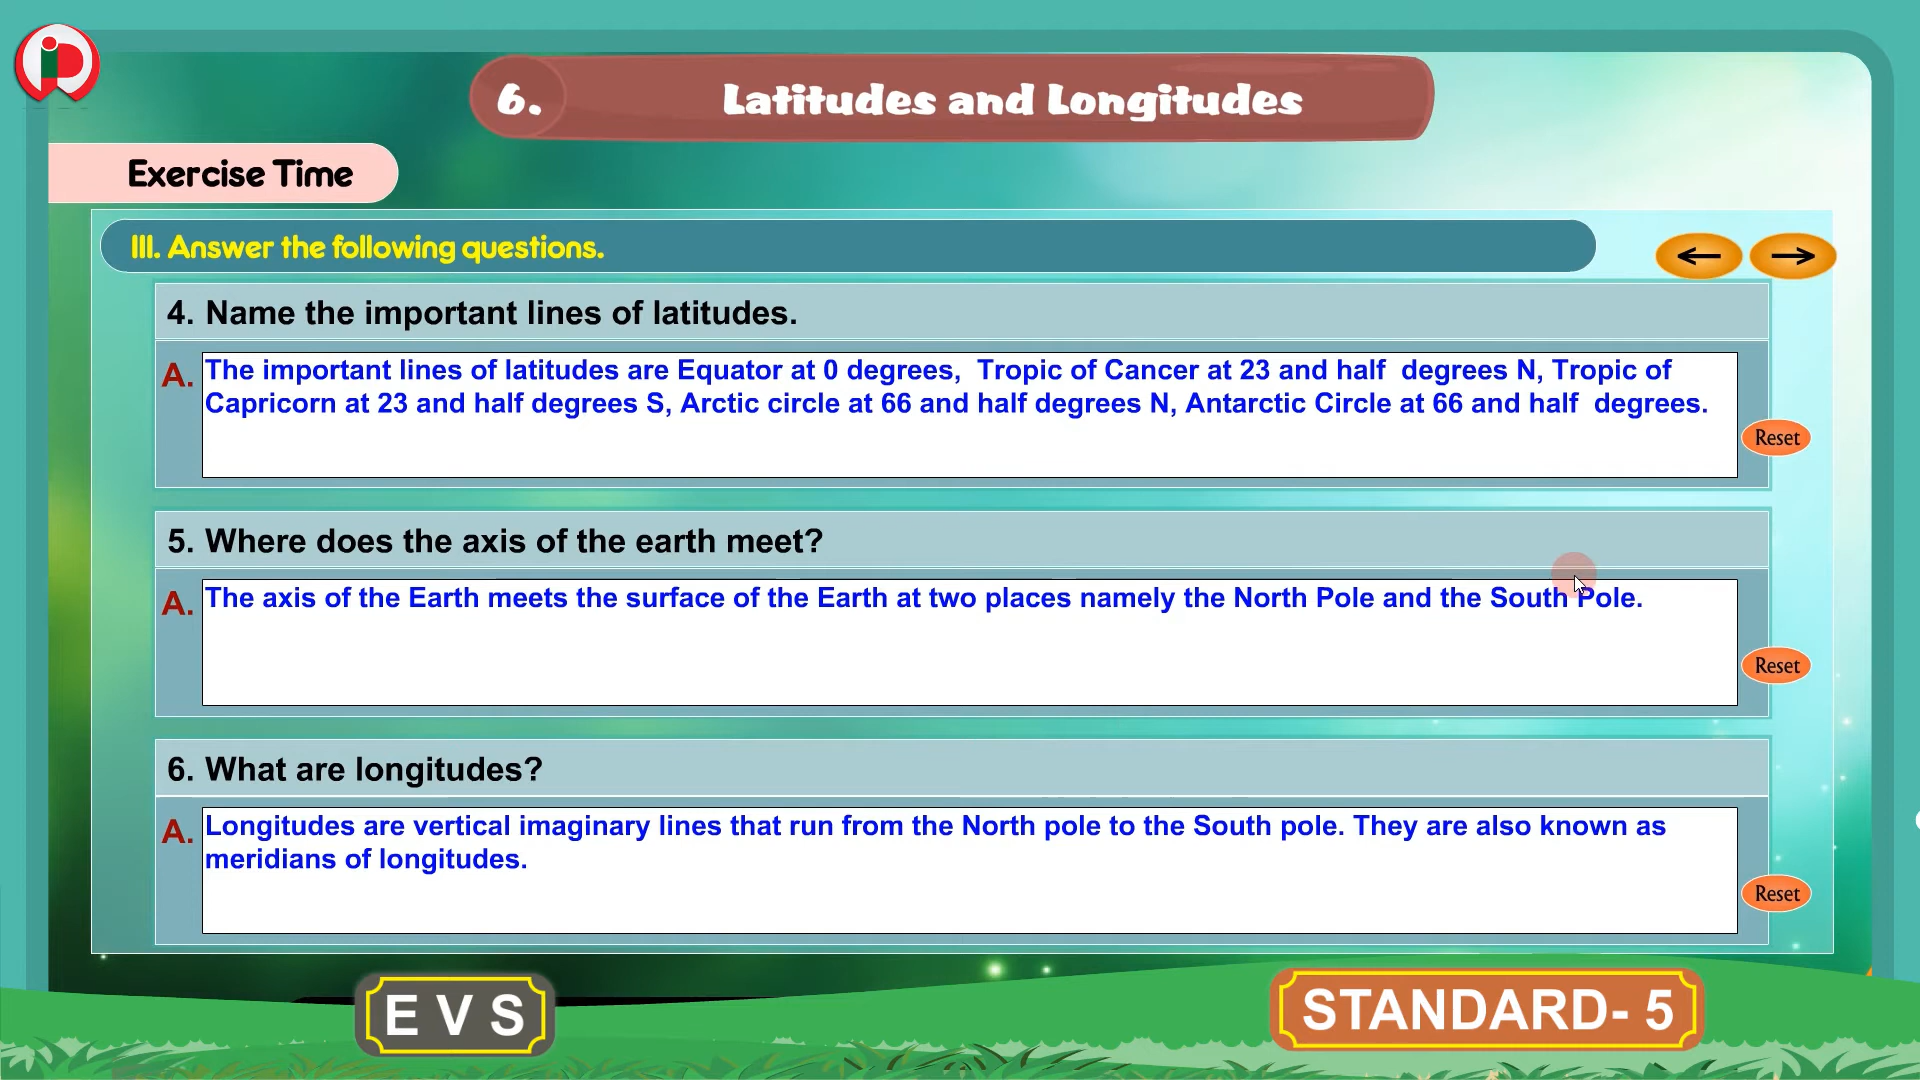 6. Latitudes and Longitudes
Exercise Time
III. Answer the following questions.
4. Name the important lines of latitudes.
A. The important lines of latitudes are Equator at 0 degrees,  Tropic of Cancer at 23 and half  degrees N, Tropic of
Capricorn at 23 and half degrees S, Arctic circle at 66 and half degrees N, Antarctic Circle at 66 and half  degrees.
Reset
5. Where does the axis of the earth meet?
A. The axis of the Earth meets the surface of the Earth at two places namely the North Pole and the South Pole.
Reset
6. What are longitudes?
A. Longitudes are vertical imaginary lines that run from the North pole to the South pole. They are also known as
meridians of longitudes.
Reset
E V S
STANDARD- 5